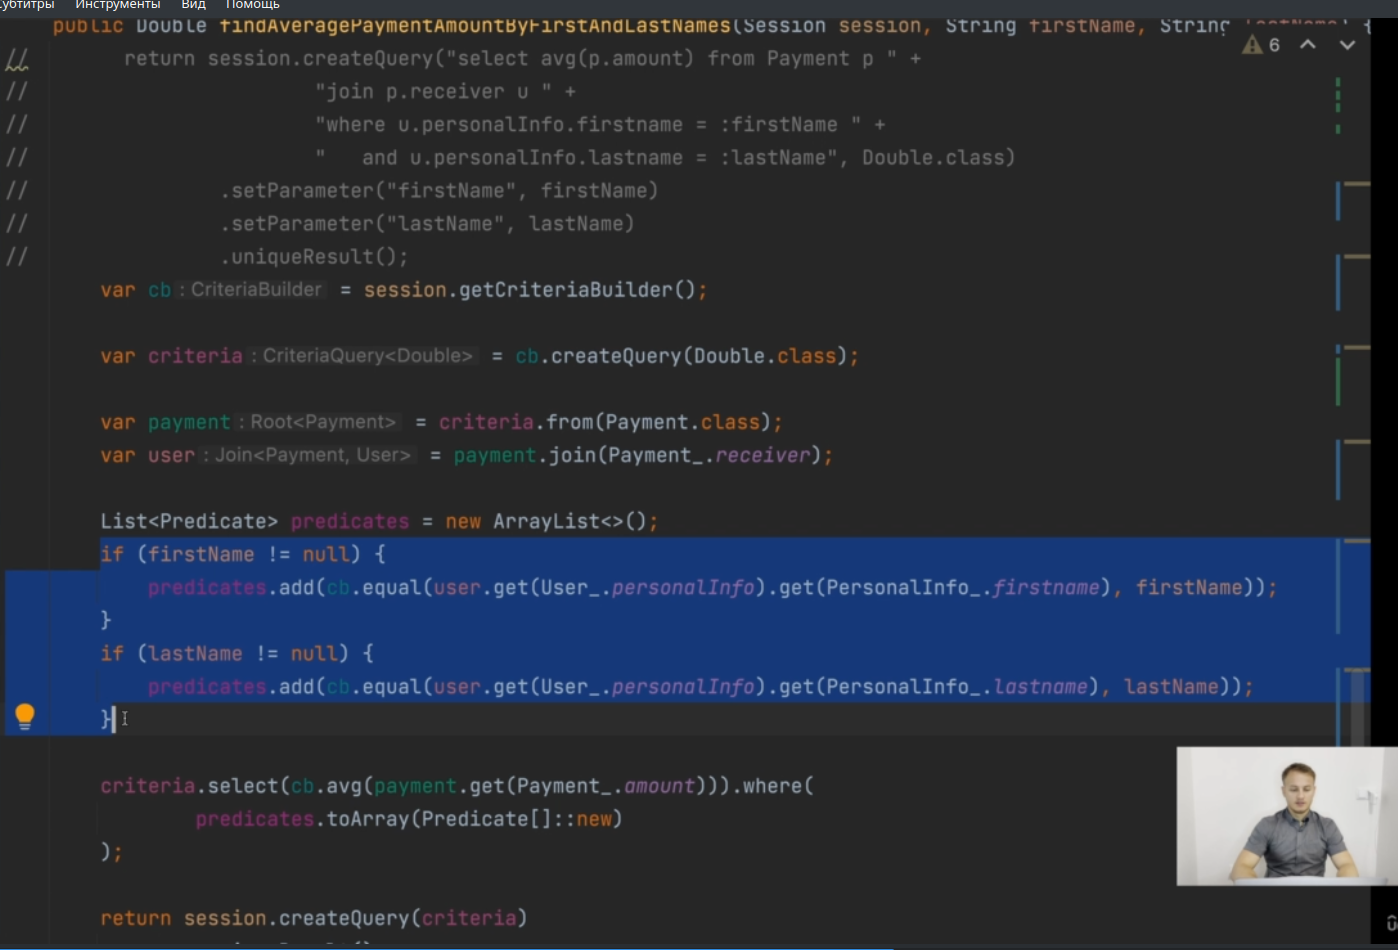 убтитры Инструменты Вид Помощь
public Double findAveragePaymentAmountByFirstAndLastNames(Session session, String firstName, String lastName) {
6
// return session.createQuery("select avg(p.amount) from Payment p " +
// "join p.receiver u " +
// "where u.personalInfo.firstname = :firstName " +
// "   and u.personalInfo.lastname = :lastName", Double.class)
// .setParameter("firstName", firstName)
// .setParameter("lastName", lastName)
// .uniqueResult();
var cb : CriteriaBuilder = session.getCriteriaBuilder();
var criteria : CriteriaQuery<Double> = cb.createQuery(Double.class);
var payment : Root<Payment> = criteria.from(Payment.class);
var user : Join<Payment, User> = payment.join(Payment_.receiver);
List<Predicate> predicates = new ArrayList<>();
if (firstName != null) {
predicates.add(cb.equal(user.get(User_.personalInfo).get(PersonalInfo_.firstname), firstName));
}
if (lastName != null) {
predicates.add(cb.equal(user.get(User_.personalInfo).get(PersonalInfo_.lastname), lastName));
}
criteria.select(cb.avg(payment.get(Payment_.amount))).where(
predicates.toArray(Predicate[]::new)
);
return session.createQuery(criteria)